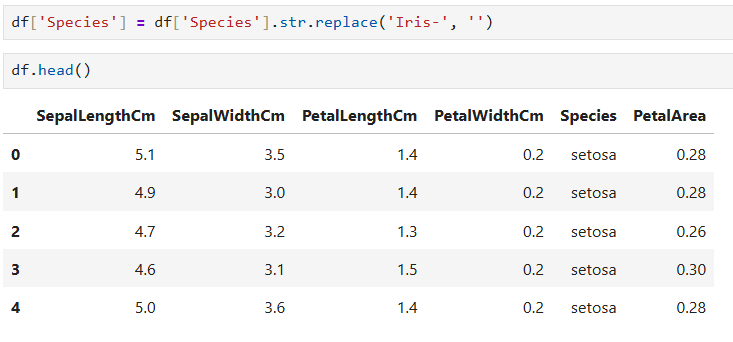 df['Species'] = df['Species'].str.replace('Iris-', '')
df.head()
SepalLengthCm SepalWidthCm PetalLengthCm PetalWidthCm Species PetalArea
0 5.1 3.5 1.4 0.2 setosa 0.28
1 4.9 3.0 1.4 0.2 setosa 0.28
2 4.7 3.2 1.3 0.2 setosa 0.26
3 4.6 3.1 1.5 0.2 setosa 0.30
4 5.0 3.6 1.4 0.2 setosa 0.28